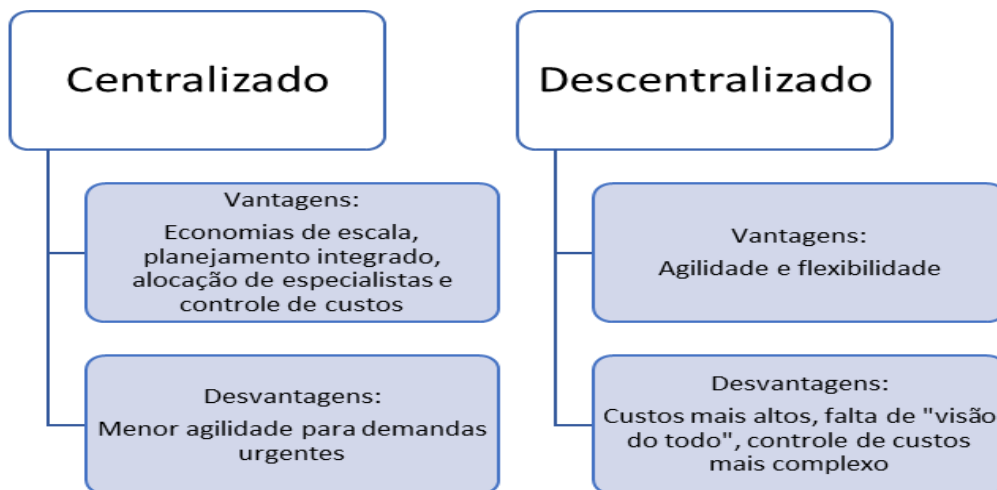 Centralizado
Vantagens:
Economias de escala,
planejamento integrado,
alocação de especialistas e
controle de custos
Desvantagens:
Menor agilidade para demandas
urgentes
Descentralizado
Vantagens:
Agilidade e flexibilidade
Desvantagens:
Custos mais altos, falta de "visão
do todo", controle de custos
mais complexo